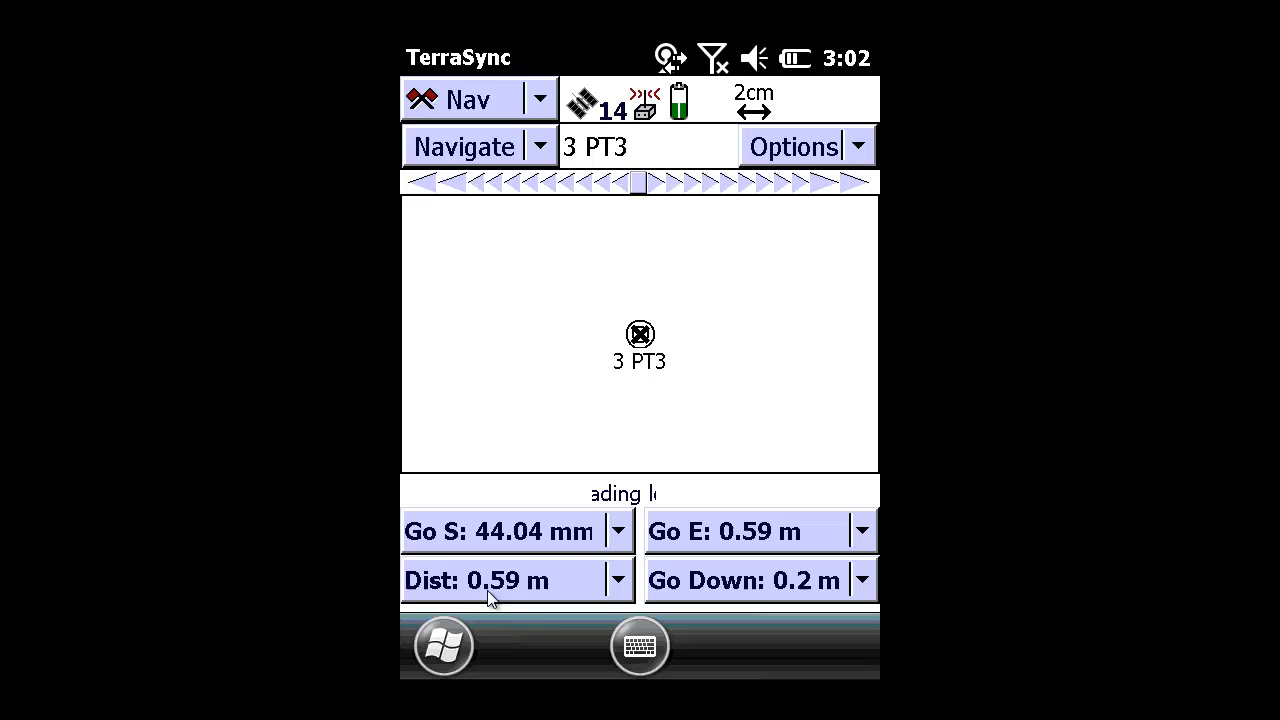 TerraSync 3:02
Nav 14 2cm
Navigate 3 PT3 Options
3 PT3
ading
Go S: 44.04 mm Go E: 0.59 m
Dist: 0.59 m Go Down: 0.2 m